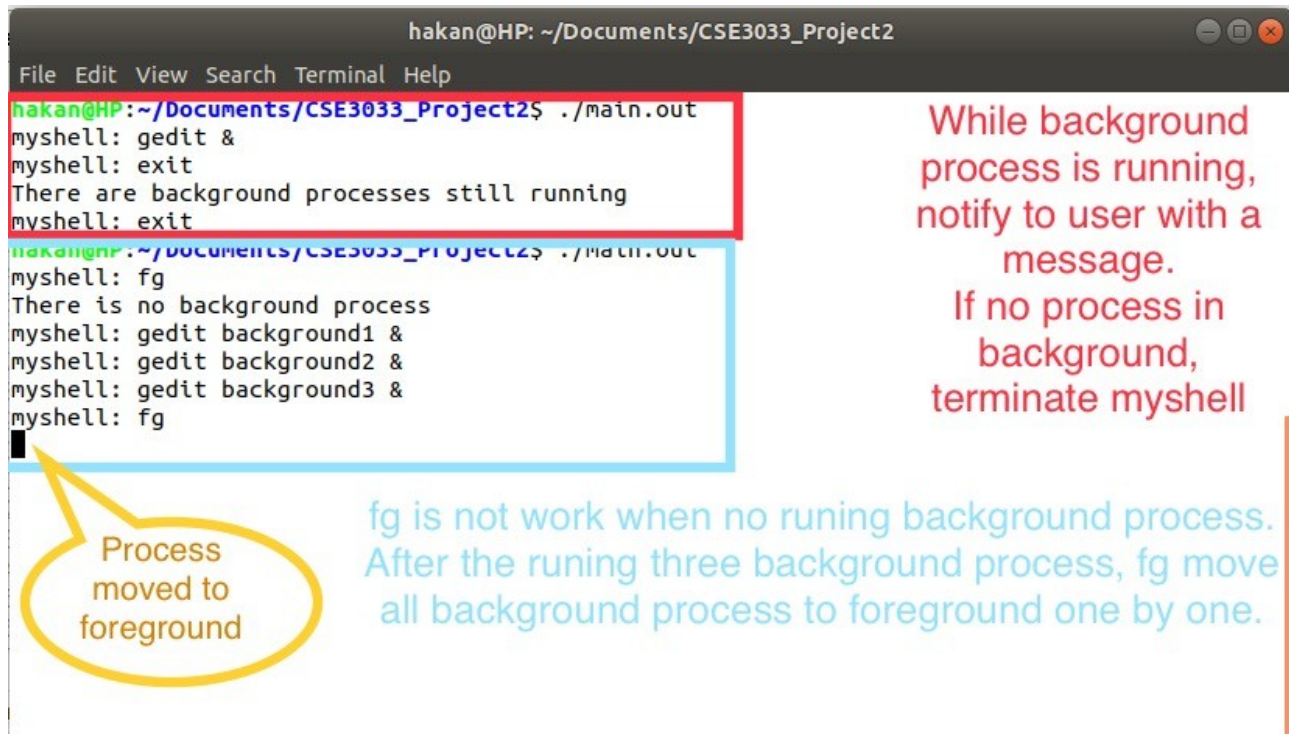 hakan@HP: ~/Documents/CSE3033_Project2
File Edit View Search Terminal Help
hakan@HP:~/Documents/CSE3033_Project2$ ./main.out
myshell: gedit &
myshell: exit
There are background processes still running
myshell: exit
hakan@HP:~/Documents/CSE3033_Project2$ ./main.out
myshell: fg
There is no background process
myshell: gedit background1 &
myshell: gedit background2 &
myshell: gedit background3 &
myshell: fg
While background
process is running,
notify to user with a
message.
If no process in
background,
terminate myshell
fg is not work when no runing background process.
After the runing three background process, fg move
all background process to foreground one by one.
Process
moved to
foreground